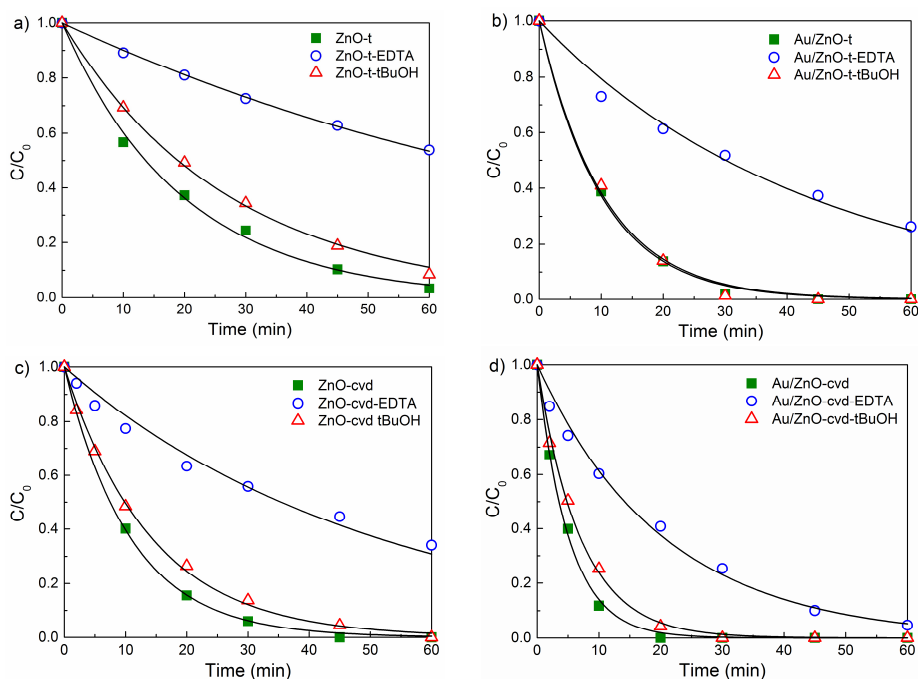 a)
ZnO-t
ZnO-t-EDTA
ZnO-t-tBuOH
C/C0
1.0
0.8
0.6
0.4
0.2
0.0
0 10 20 30 40 50 60
Time (min)
b)
Au/ZnO-t
Au/ZnO-t-EDTA
Au/ZnO-t-tBuOH
C/C0
1.0
0.8
0.6
0.4
0.2
0.0
0 10 20 30 40 50 60
Time (min)
c)
ZnO-cvd
ZnO-cvd-EDTA
ZnO-cvd tBuOH
C/C0
1.0
0.8
0.6
0.4
0.2
0.0
0 10 20 30 40 50 60
Time (min)
d)
Au/ZnO-cvd
Au/ZnO-cvd-EDTA
Au/ZnO-cvd-tBuOH
C/C0
1.0
0.8
0.6
0.4
0.2
0.0
0 10 20 30 40 50 60
Time (min)